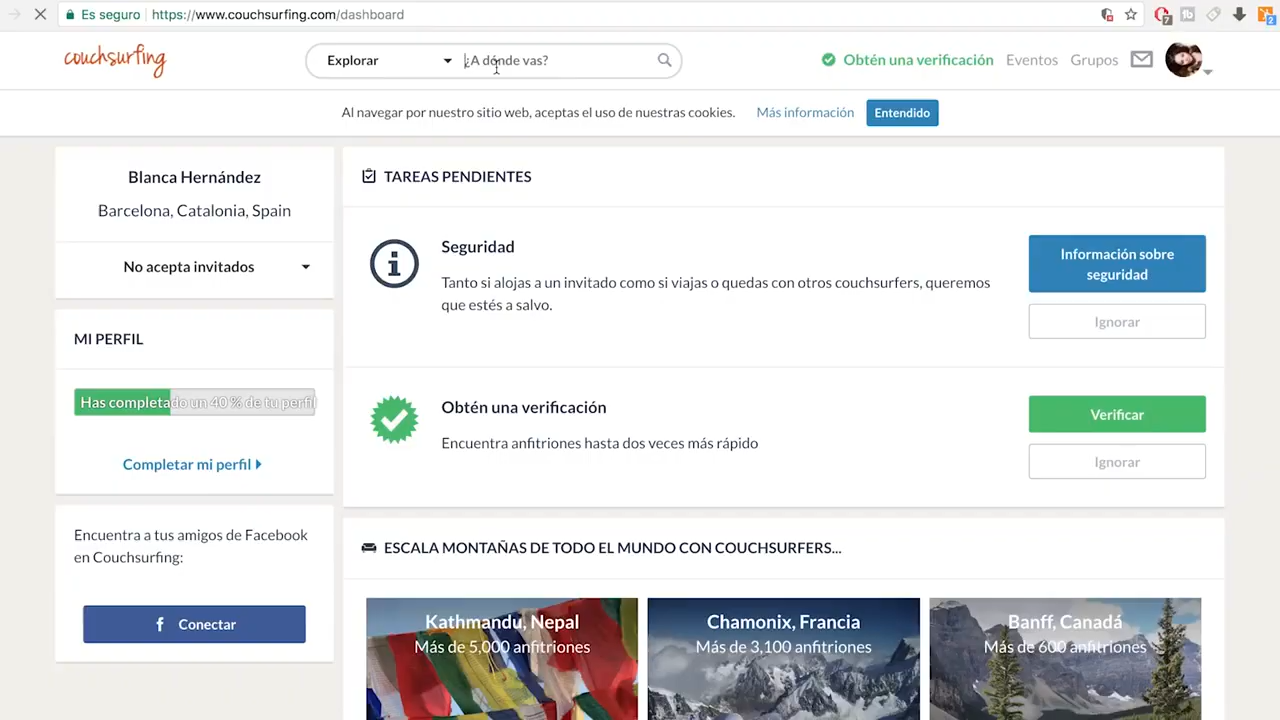 Es seguro https://www.couchsurfing.com/dashboard
7
2
couchsurfing
Explorar
¿A dónde vas?
Obtén una verificación
Eventos
Grupos
Al navegar por nuestro sitio web, aceptas el uso de nuestras cookies.
Más información
Entendido
Blanca Hernández
Barcelona, Catalonia, Spain
No acepta invitados
MI PERFIL
Has completado un 40 % de tu perfil
Completar mi perfil
Encuentra a tus amigos de Facebook
en Couchsurfing:
Conectar
TAREAS PENDIENTES
Seguridad
Tanto si alojas a un invitado como si viajas o quedas con otros couchsurfers, queremos
que estés a salvo.
Información sobre
seguridad
Ignorar
Obtén una verificación
Encuentra anfitriones hasta dos veces más rápido
Verificar
Ignorar
ESCALA MONTAÑAS DE TODO EL MUNDO CON COUCHSURFERS...
Kathmandu, Nepal
Más de 5,000 anfitriones
Chamonix, Francia
Más de 3,100 anfitriones
Banff, Canadá
Más de 600 anfitriones